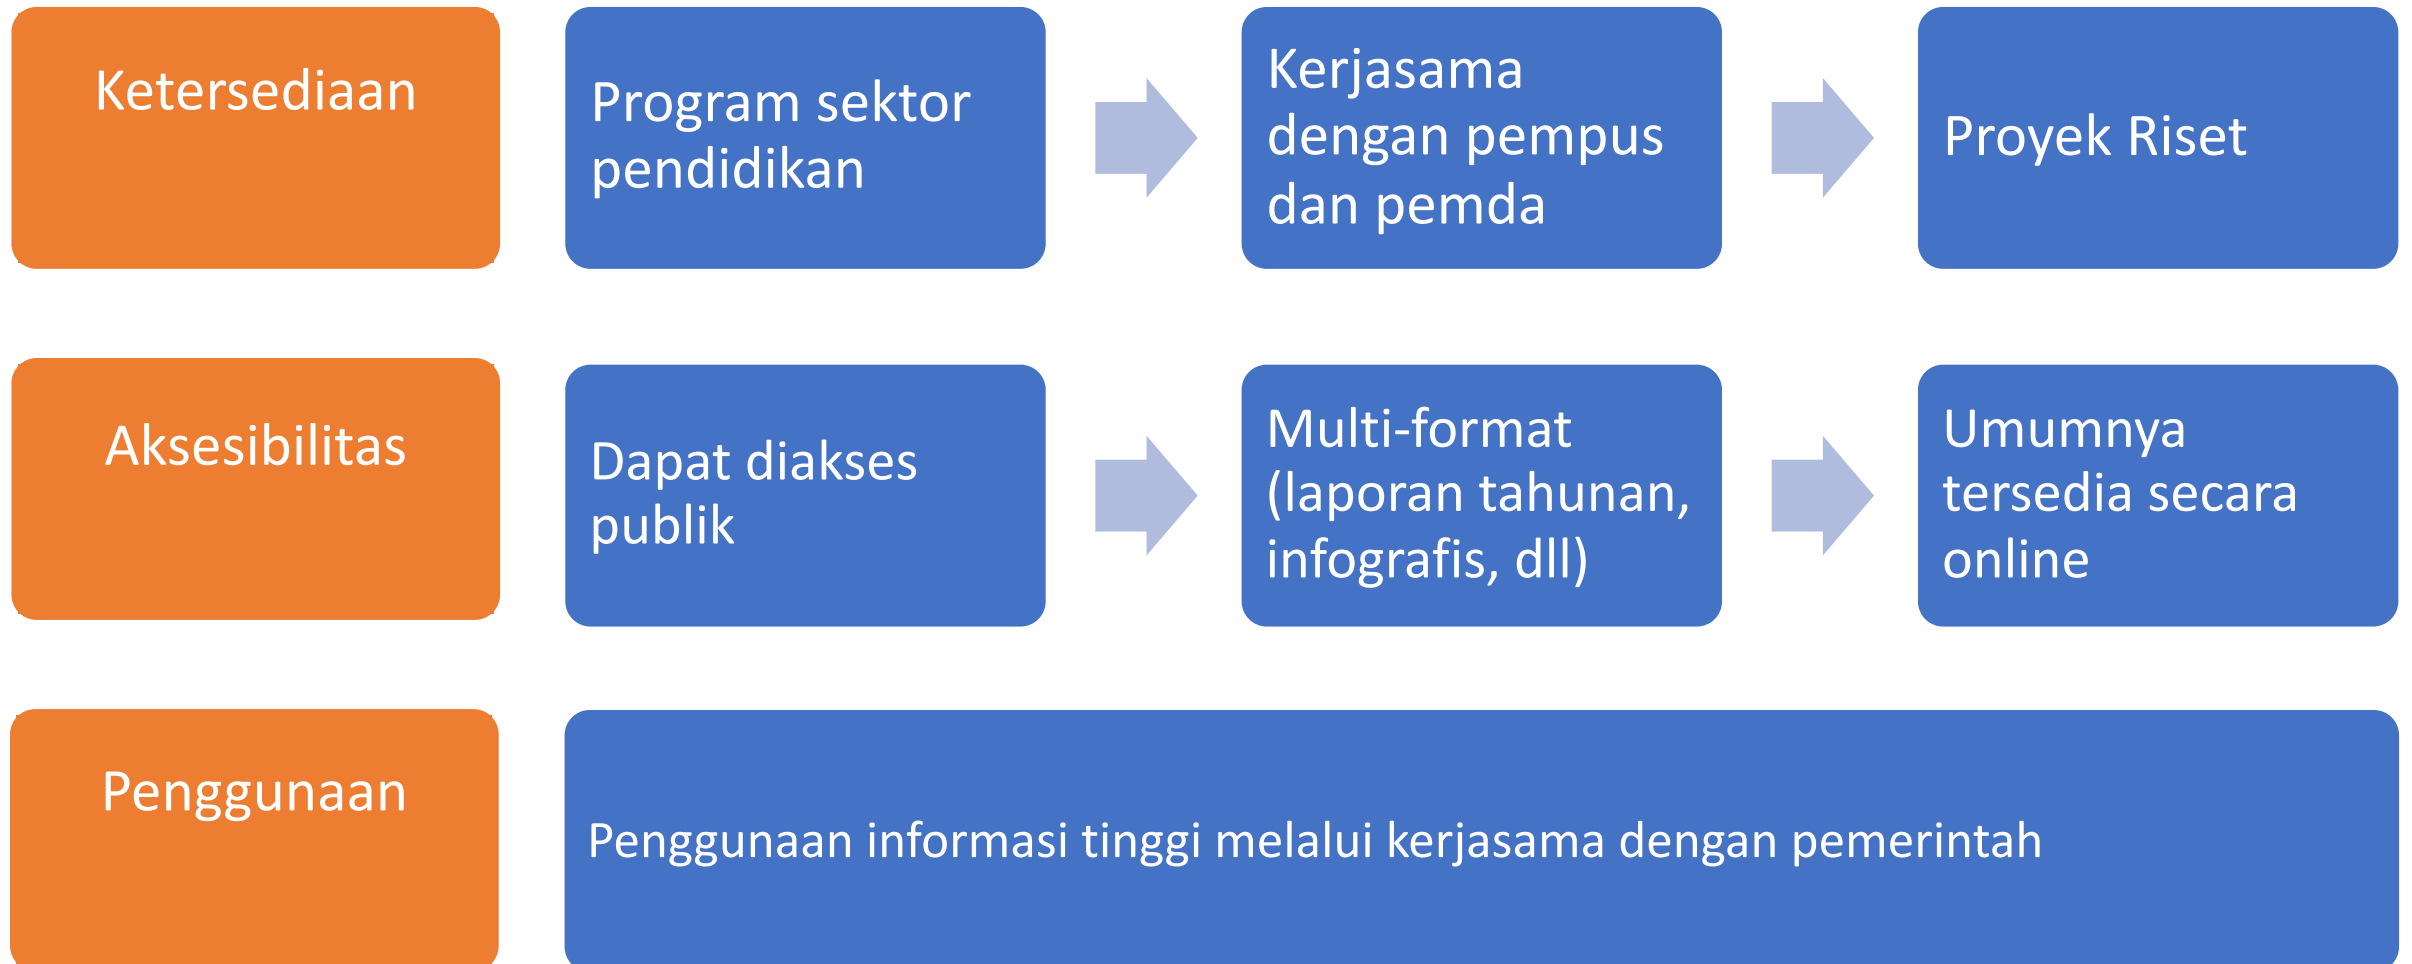 Ketersediaan
Program sektor
pendidikan
Kerjasama
dengan pempus
dan pemda
Proyek Riset
Aksesibilitas
Dapat diakses
publik
Multi-format
(laporan tahunan,
infografis, dll)
Umumnya
tersedia secara
online
Penggunaan
Penggunaan informasi tinggi melalui kerjasama dengan pemerintah